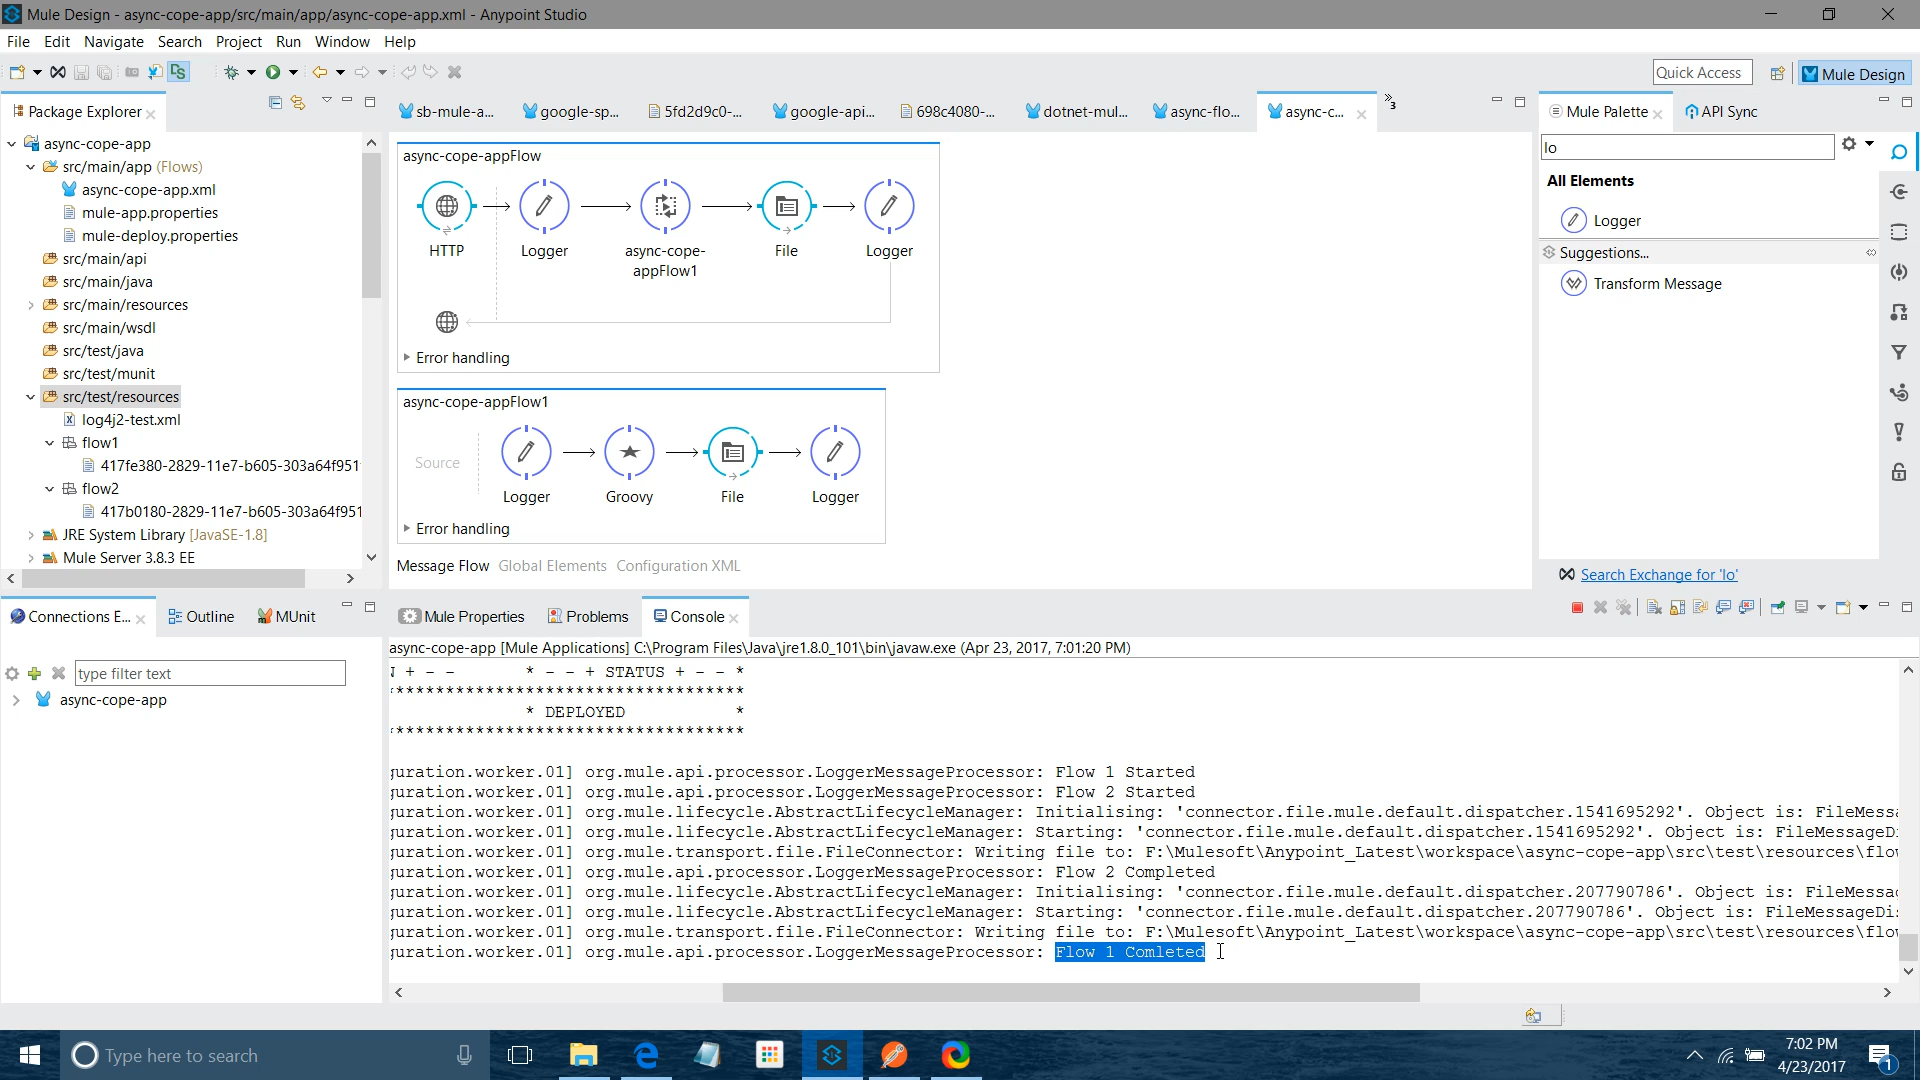 Mule Design - async-cope-app/src/main/app/async-cope-app.xml - Anypoint Studio
File Edit Navigate Search Project Run Window Help
Quick Access
Mule Design
Package Explorer
sb-mule-a...
google-sp...
5fd2d9c0-...
google-api...
698c4080-...
dotnet-mul...
async-flo...
async-c...
3
Mule Palette
API Sync
async-cope-app
src/main/app (Flows)
async-cope-app.xml
mule-app.properties
mule-deploy.properties
src/main/api
src/main/java
src/main/resources
src/main/wsdl
src/test/java
src/test/munit
src/test/resources
log4j2-test.xml
flow1
417fe380-2829-11e7-b605-303a64f951
flow2
417b0180-2829-11e7-b605-303a64f951
JRE System Library [JavaSE-1.8]
Mule Server 3.8.3 EE
async-cope-appFlow
HTTP
Logger
async-cope-
appFlow1
File
Logger
Error handling
async-cope-appFlow1
Source
Logger
Groovy
File
Logger
Error handling
Message Flow Global Elements Configuration XML
lo
All Elements
Logger
Suggestions...
Transform Message
Search Exchange for 'lo'
Connections E...
Outline
MUnit
type filter text
async-cope-app
Mule Properties
Problems
Console
async-cope-app [Mule Applications] C:\Program Files\Java\jre1.8.0_101\bin\javaw.exe (Apr 23, 2017, 7:01:20 PM)
N + - - * - - + STATUS + - - *
***********************************
* DEPLOYED *
***********************************
guration.worker.01] org.mule.api.processor.LoggerMessageProcessor: Flow 1 Started
guration.worker.01] org.mule.api.processor.LoggerMessageProcessor: Flow 2 Started
guration.worker.01] org.mule.lifecycle.AbstractLifecycleManager: Initialising: 'connector.file.mule.default.dispatcher.1541695292'. Object is: FileMessa
guration.worker.01] org.mule.lifecycle.AbstractLifecycleManager: Starting: 'connector.file.mule.default.dispatcher.1541695292'. Object is: FileMessageDi
guration.worker.01] org.mule.transport.file.FileConnector: Writing file to: F:\Mulesoft\Anypoint_Latest\workspace\async-cope-app\src\test\resources\flow
guration.worker.01] org.mule.api.processor.LoggerMessageProcessor: Flow 2 Completed
guration.worker.01] org.mule.lifecycle.AbstractLifecycleManager: Initialising: 'connector.file.mule.default.dispatcher.207790786'. Object is: FileMessag
guration.worker.01] org.mule.lifecycle.AbstractLifecycleManager: Starting: 'connector.file.mule.default.dispatcher.207790786'. Object is: FileMessageDis
guration.worker.01] org.mule.transport.file.FileConnector: Writing file to: F:\Mulesoft\Anypoint_Latest\workspace\async-cope-app\src\test\resources\flow
guration.worker.01] org.mule.api.processor.LoggerMessageProcessor: Flow 1 Comleted
Type here to search
7:02 PM
4/23/2017
1